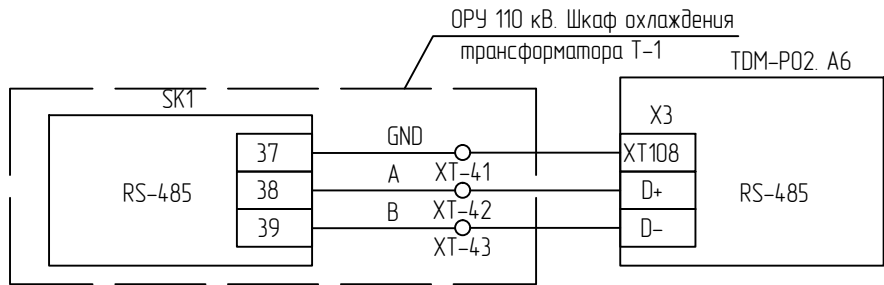 ОРУ 110 кВ. Шкаф охлаждения
трансформатора Т-1
TDM-P02. A6
SK1
X3
GND
37
XT108
XT-41
A
RS-485
38
D+
RS-485
XT-42
B
39
D-
XT-43